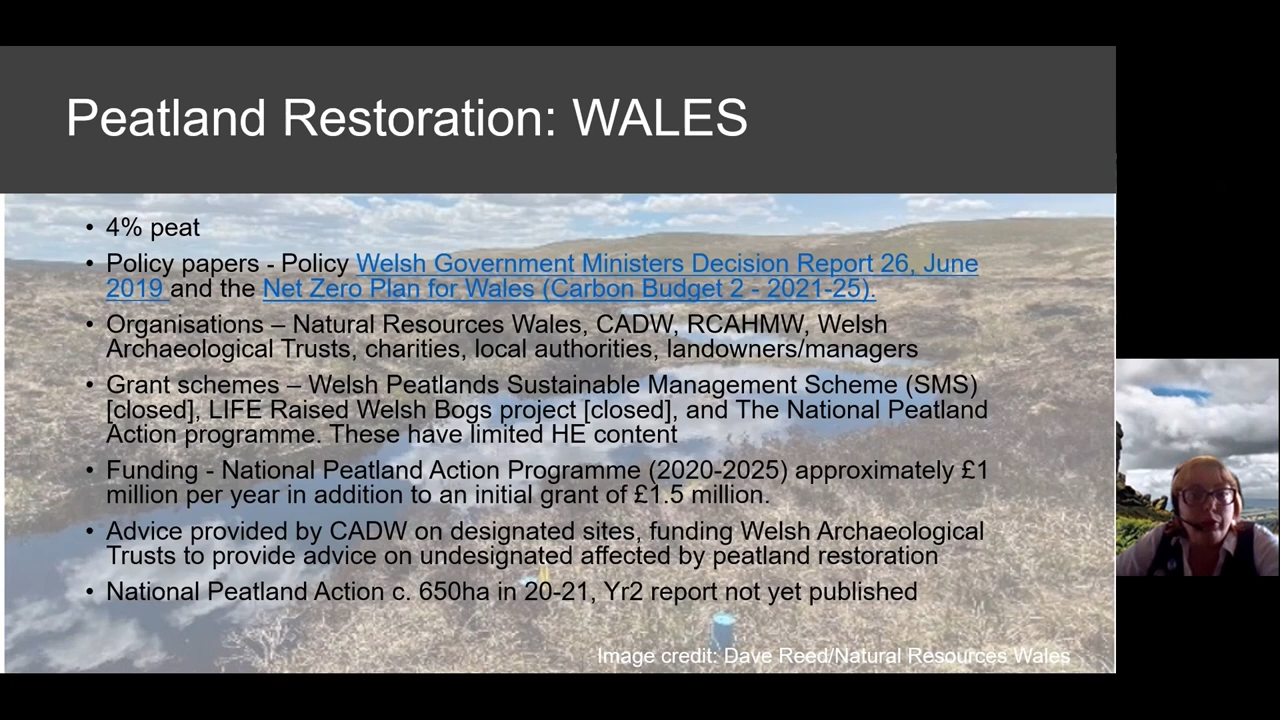 Peatland Restoration: WALES
• 4% peat
• Policy papers - Policy Welsh Government Ministers Decision Report 26, June
2019 and the Net Zero Plan for Wales (Carbon Budget 2 - 2021-25).
• Organisations – Natural Resources Wales, CADW, RCAHMW, Welsh
Archaeological Trusts, charities, local authorities, landowners/managers
• Grant schemes – Welsh Peatlands Sustainable Management Scheme (SMS)
[closed], LIFE Raised Welsh Bogs project [closed], and The National Peatland
Action programme. These have limited HE content
• Funding - National Peatland Action Programme (2020-2025) approximately £1
million per year in addition to an initial grant of £1.5 million.
• Advice provided by CADW on designated sites, funding Welsh Archaeological
Trusts to provide advice on undesignated affected by peatland restoration
• National Peatland Action c. 650ha in 20-21, Yr2 report not yet published
Image credit: Dave Reed/Natural Resources Wales